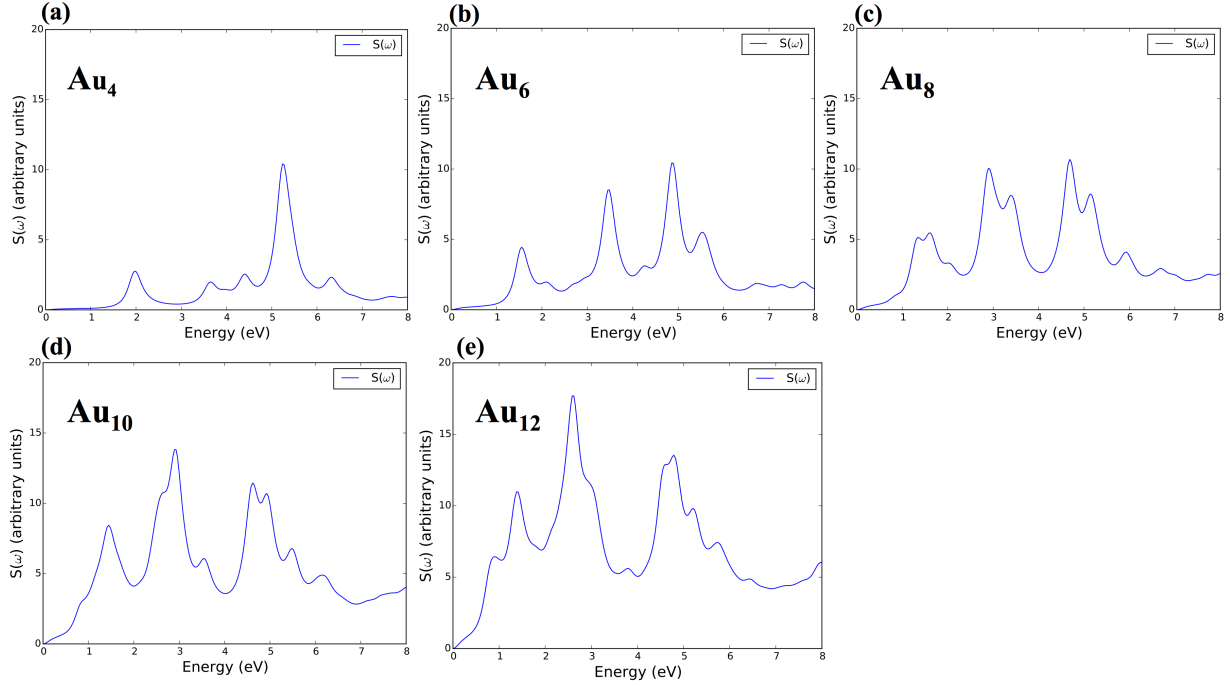 (a)
S(ω)
Au4
20
15
10
5
0
S(ω) (arbitrary units)
0 1 2 3 4 5 6 7 8
Energy (eV)
(b)
S(ω)
Au6
20
15
10
5
0
S(ω) (arbitrary units)
0 1 2 3 4 5 6 7 8
Energy (eV)
(c)
S(ω)
Au8
20
15
10
5
0
S(ω) (arbitrary units)
0 1 2 3 4 5 6 7 8
Energy (eV)
(d)
S(ω)
Au10
20
15
10
5
0
S(ω) (arbitrary units)
0 1 2 3 4 5 6 7 8
Energy (eV)
(e)
S(ω)
Au12
20
15
10
5
0
S(ω) (arbitrary units)
0 1 2 3 4 5 6 7 8
Energy (eV)